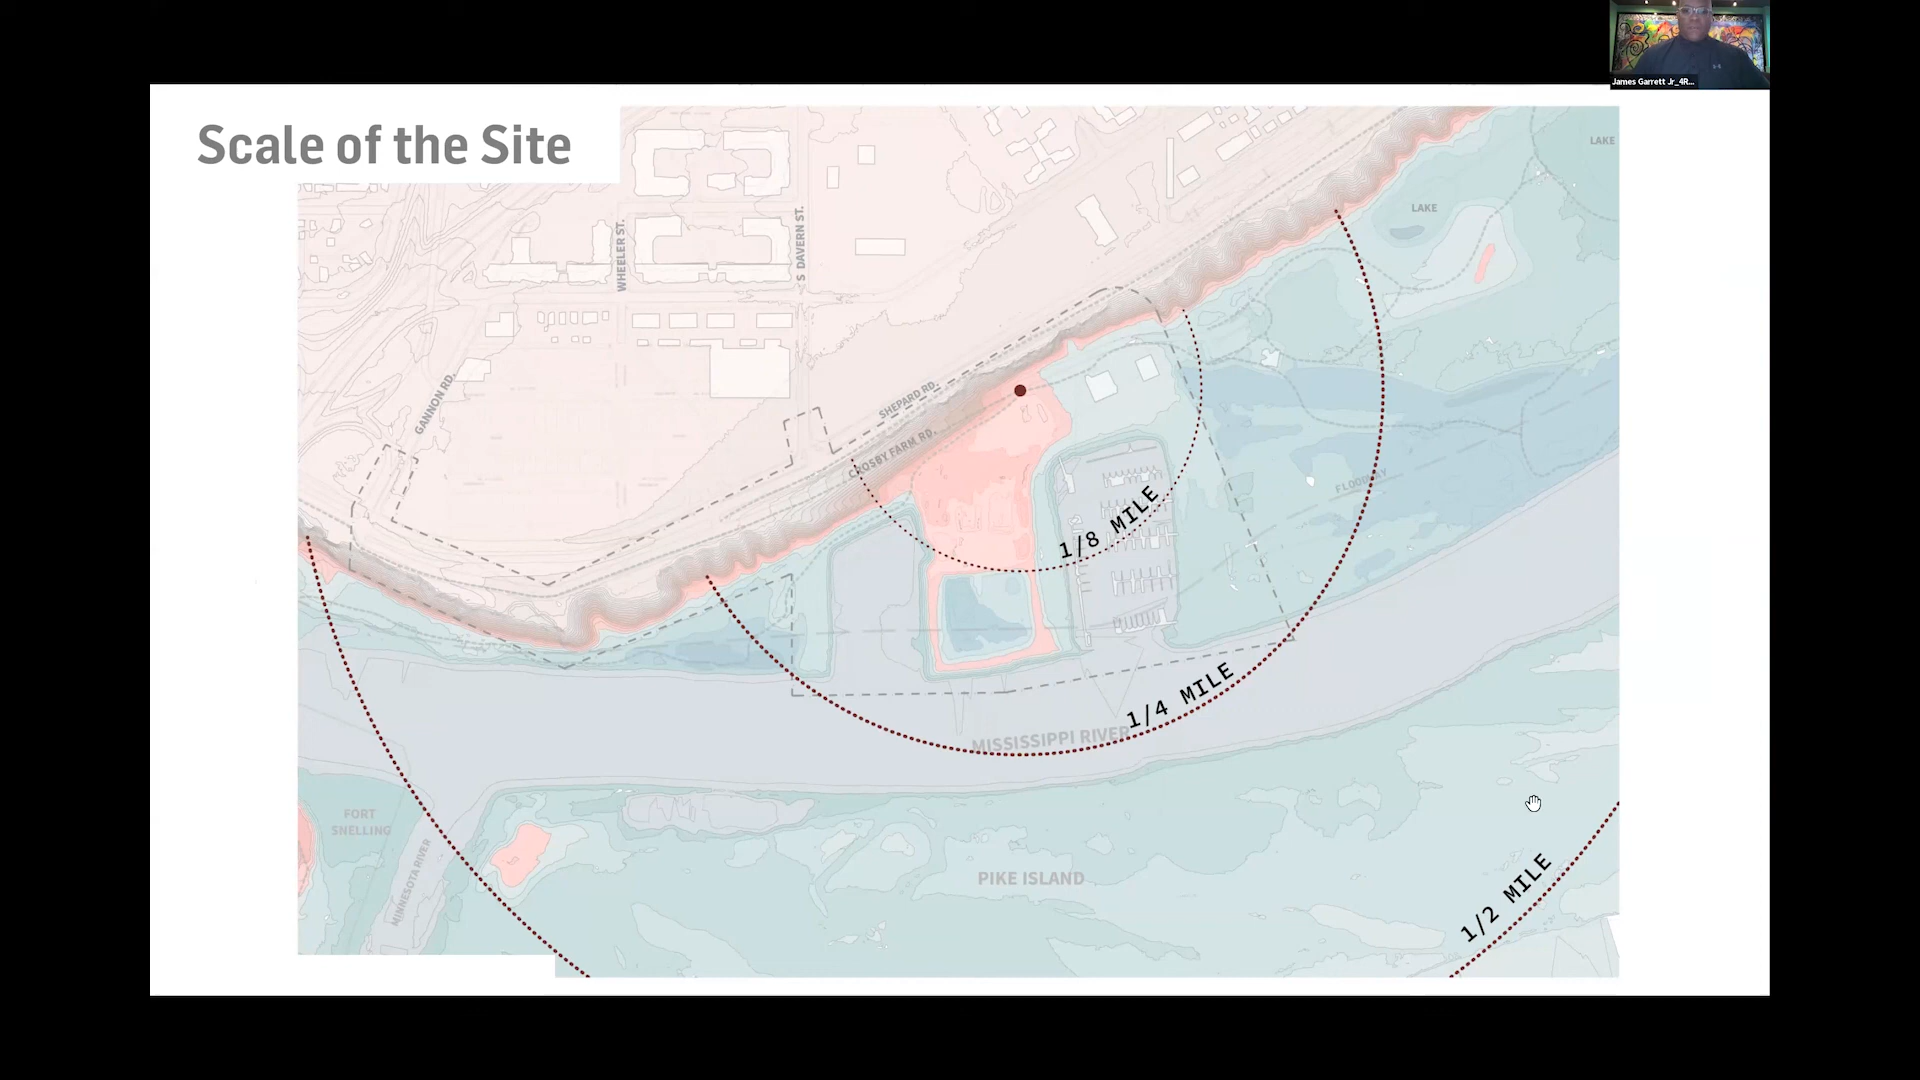 James Garrett Jr_4R...
Scale of the Site
LAKE
LAKE
WHEELER ST.
S DAVERN ST.
GANNON RD.
SHEPARD RD.
CROSBY FARM RD.
FLOODWAY
1/8 MILE
1/4 MILE
MISSISSIPPI RIVER
FORT
SNELLING
MINNESOTA RIVER
PIKE ISLAND
1/2 MILE